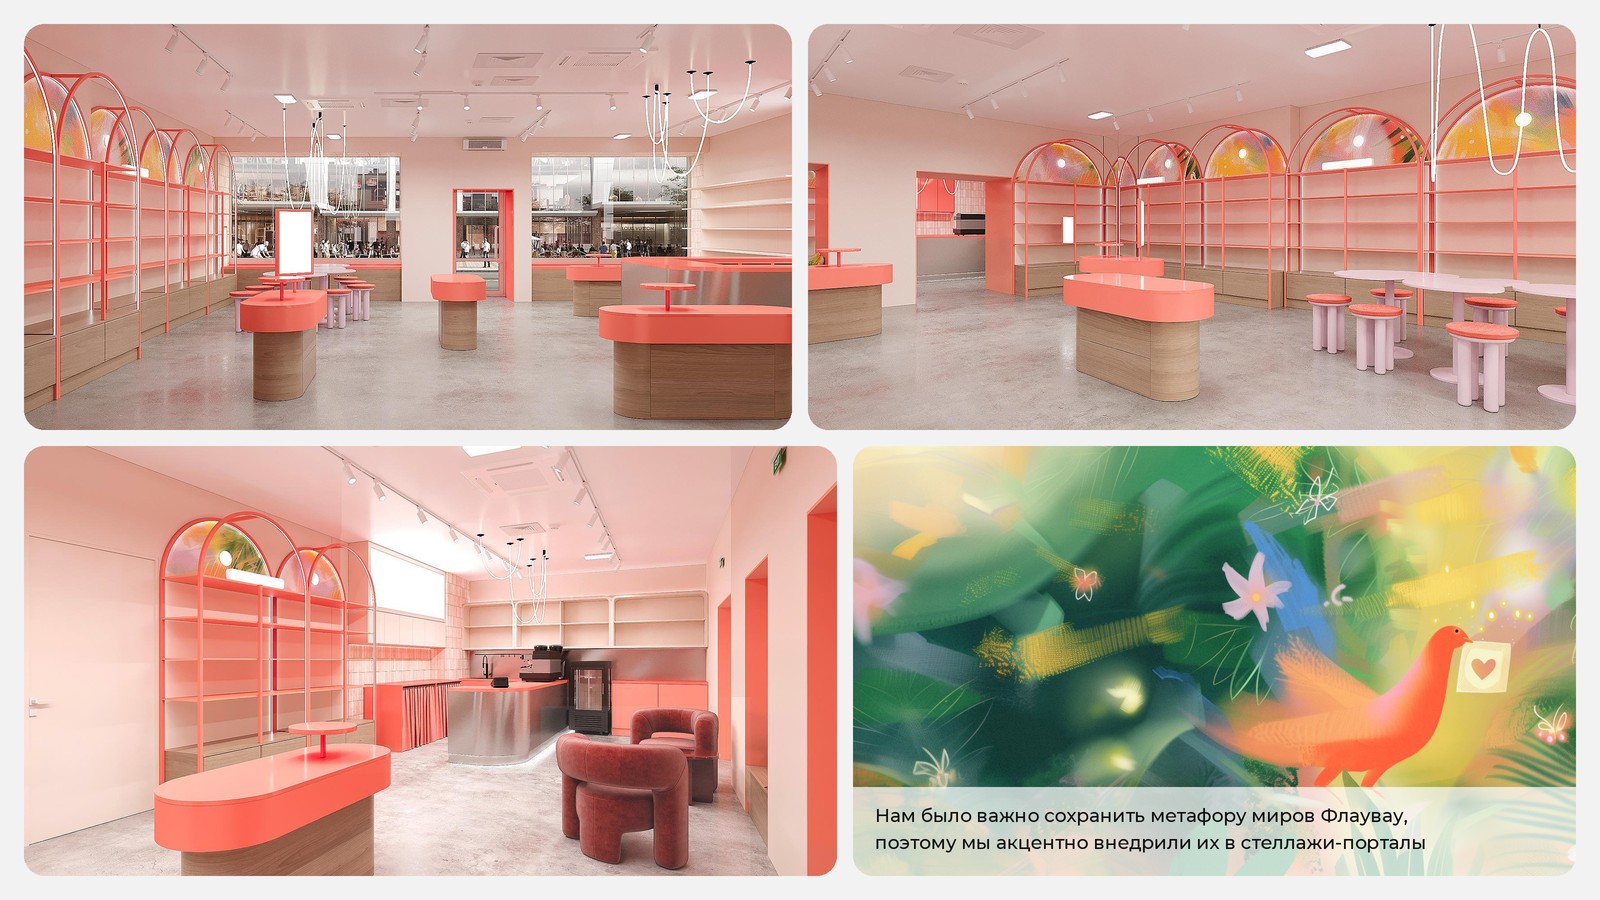 Нам было важно сохранить метафору миров Флаувау,
поэтому мы акцентно внедрили их в стеллажи-порталы